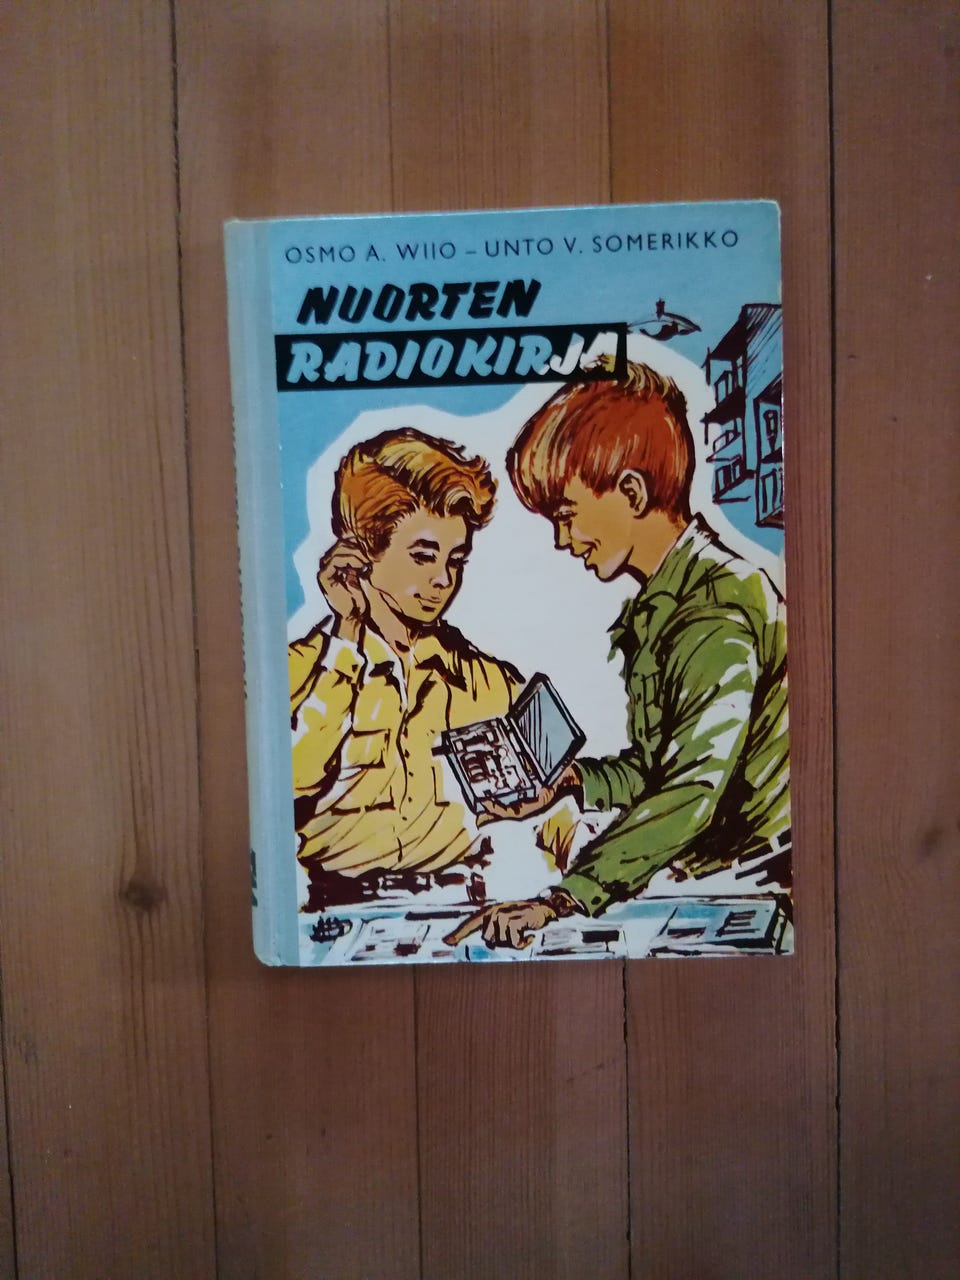 OSMO A. WIIO – UNTO V. SOMERIKKO
NUORTEN
RADIOKIRJA